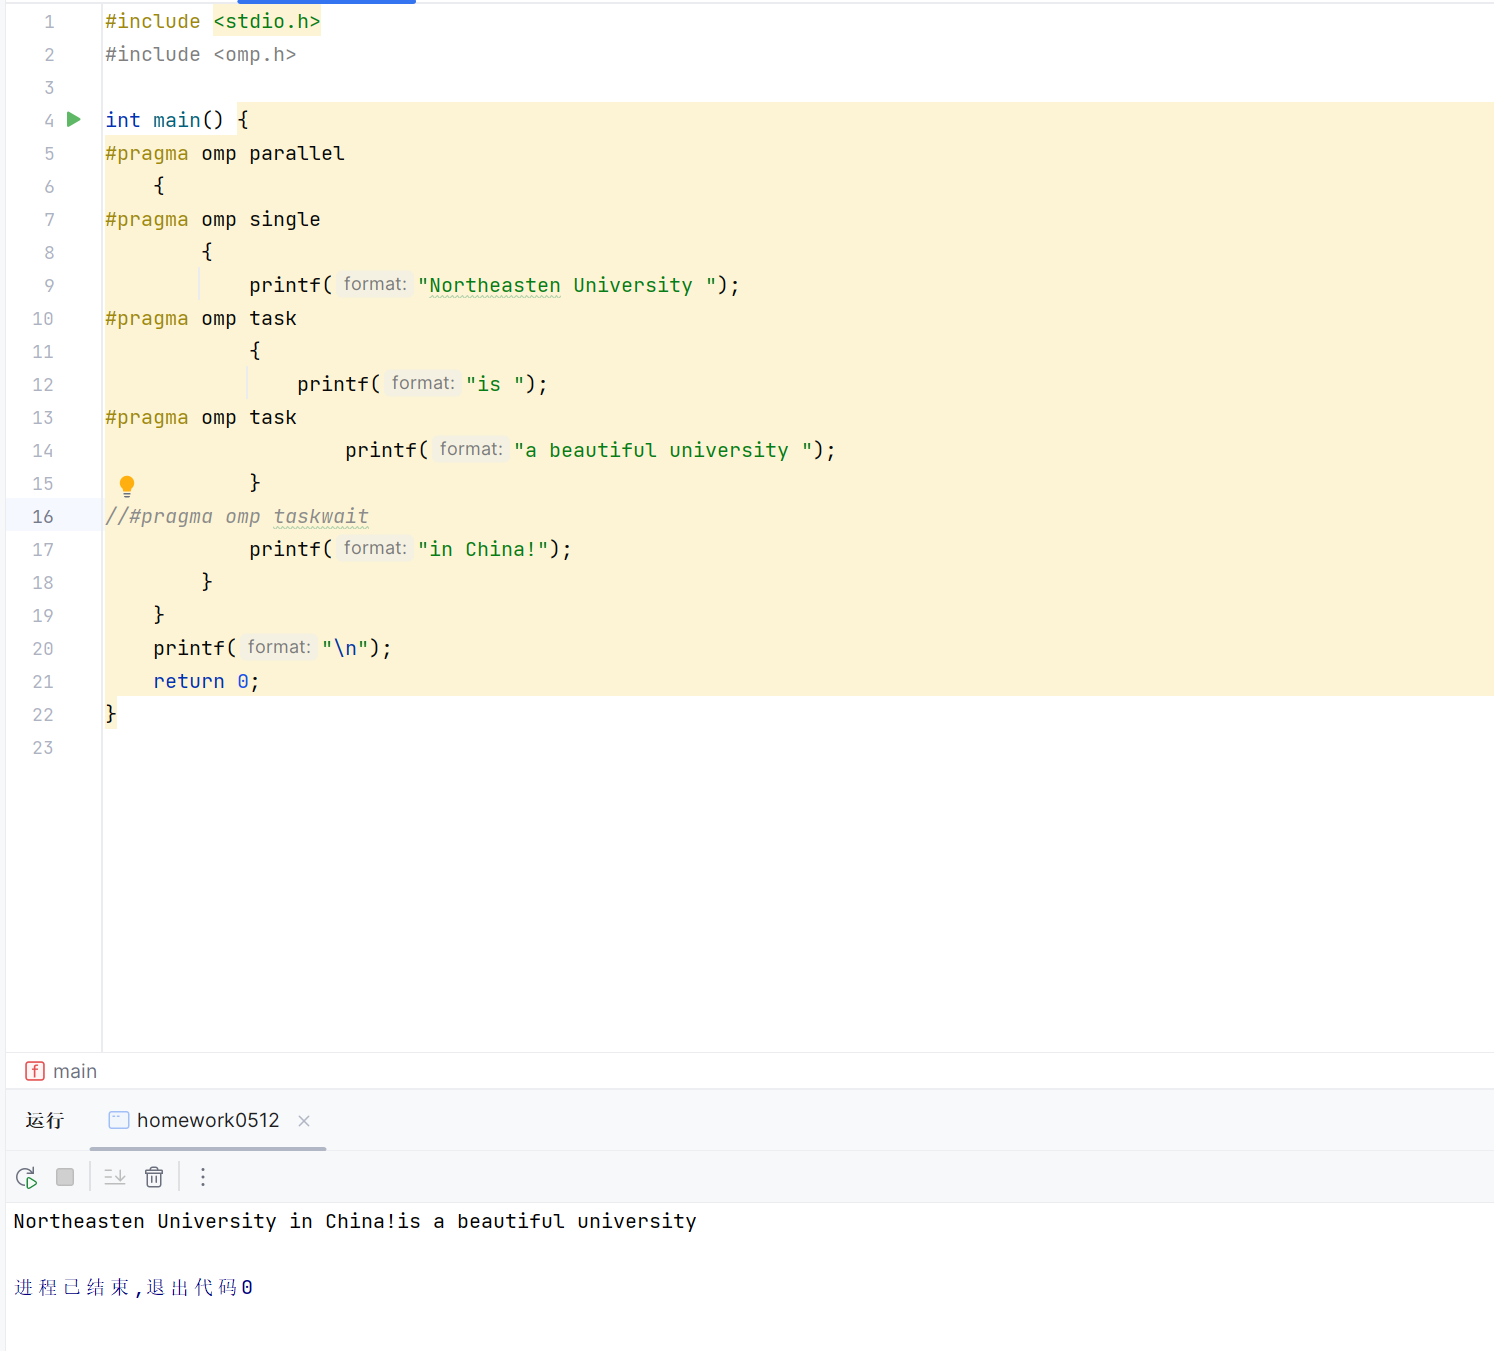 1 #include <stdio.h>
2 #include <omp.h>
3
4 int main() {
5 #pragma omp parallel
6     {
7 #pragma omp single
8         {
9             printf( format: "Northeasten University ");
10 #pragma omp task
11             {
12                 printf( format: "is ");
13 #pragma omp task
14                     printf( format: "a beautiful university ");
15             }
16 //#pragma omp taskwait
17             printf( format: "in China!");
18         }
19     }
20     printf( format: "\n");
21     return 0;
22 }
23
f main
运行 homework0512 ×
Northeasten University in China!is a beautiful university
进程已结束,退出代码0